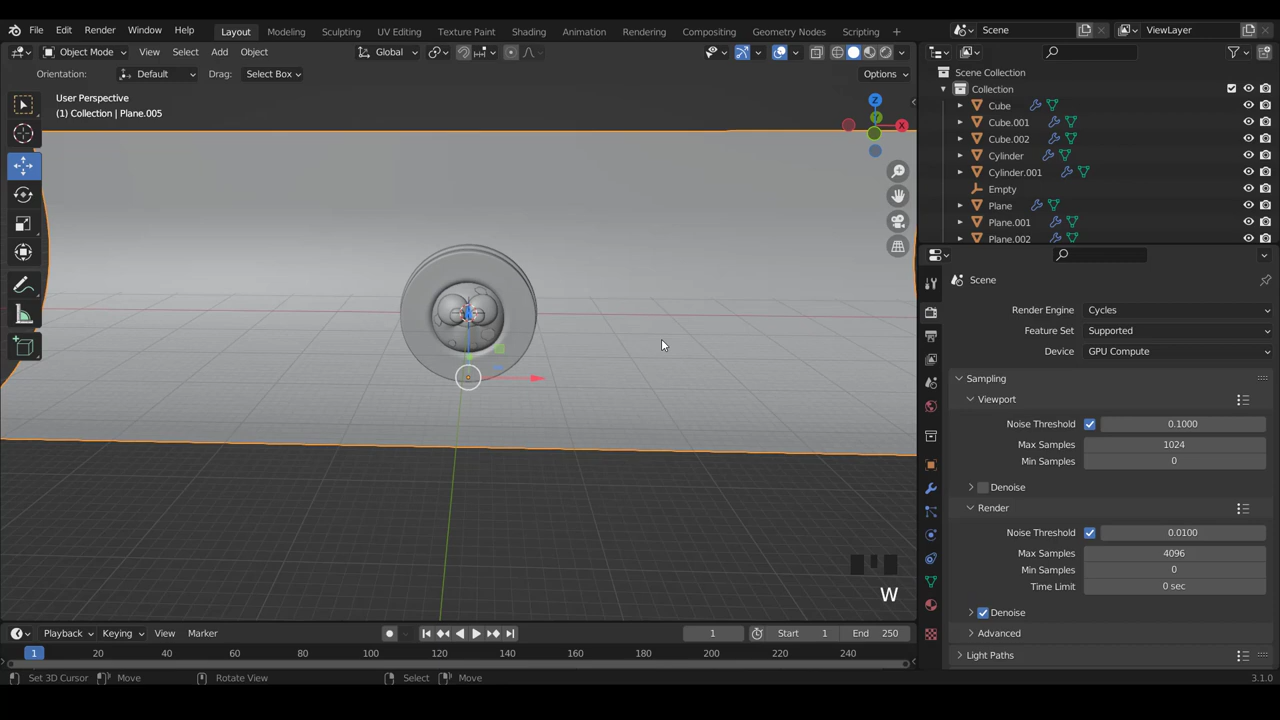 File Edit Render Window Help Layout Modeling Sculpting UV Editing Texture Paint Shading Animation Rendering Compositing Geometry Nodes Scripting Scene ViewLayer
Object Mode View Select Add Object Global
Orientation: Default Drag: Select Box Options
User Perspective
(1) Collection | Plane.005
Z
Y
X
Scene Collection
Collection
Cube
Cube.001
Cube.002
Cylinder
Cylinder.001
Empty
Plane
Plane.001
Plane.002
Scene
Render Engine Cycles
Feature Set Supported
Device GPU Compute
Sampling
Viewport
Noise Threshold 0.1000
Max Samples 1024
Min Samples 0
Denoise
Render
Noise Threshold 0.0100
Max Samples 4096
Min Samples 0
Time Limit 0 sec
Denoise
Advanced
Light Paths
W
Playback Keying View Marker 1 Start 1 End 250
1 20 40 60 80 100 120 140 160 180 200 220 240
Set 3D Cursor Move Rotate View Select Move 3.1.0